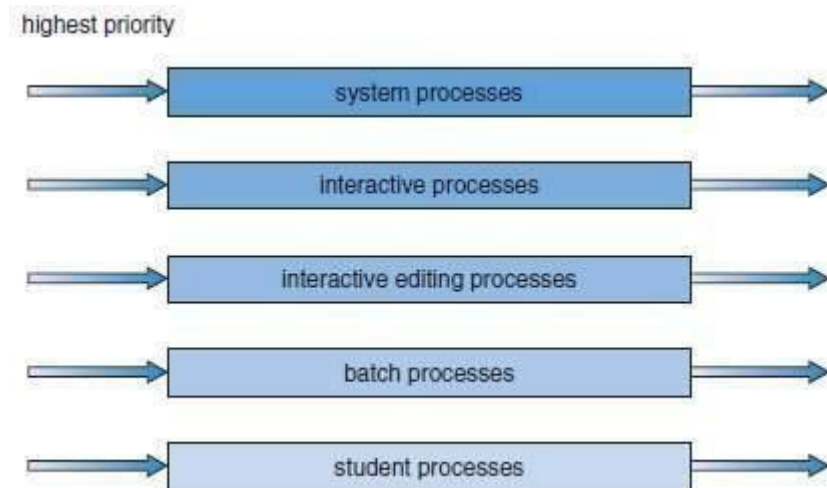 highest priority
system processes
interactive processes
interactive editing processes
batch processes
student processes